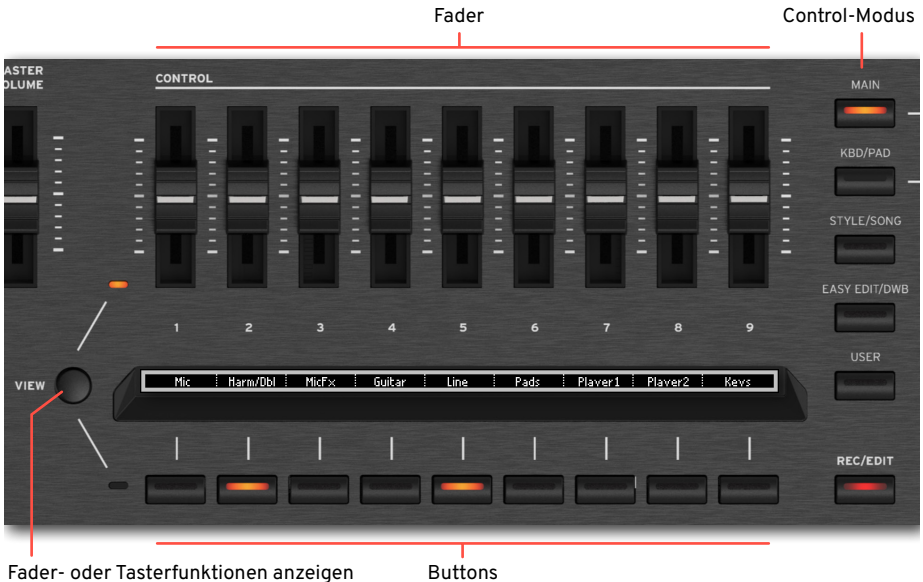 Fader
Control-Modus
ASTER
OLUME
CONTROL
MAIN
KBD/PAD
STYLE/SONG
EASY EDIT/DWB
1 2 3 4 5 6 7 8 9
USER
VIEW
Mic Harm/Dbl MicFx Guitar Line Pads Player1 Player2 Keys
REC/EDIT
Fader- oder Tasterfunktionen anzeigen
Buttons